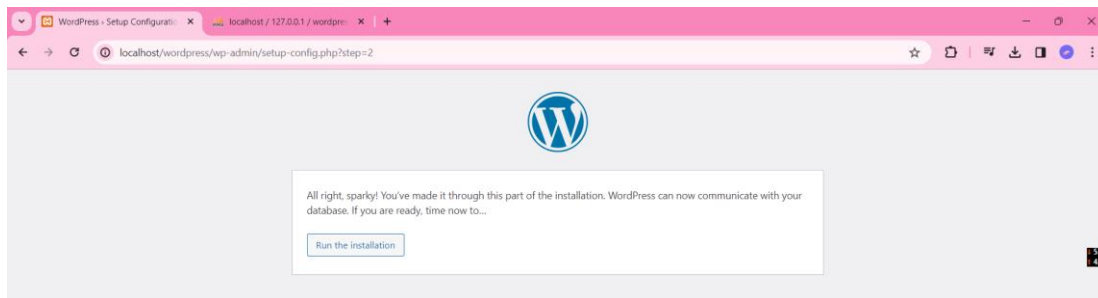 WordPress › Setup Configuratio
localhost / 127.0.0.1 / wordpres
localhost/wordpress/wp-admin/setup-config.php?step=2
All right, sparky! You've made it through this part of the installation. WordPress can now communicate with your
database. If you are ready, time now to...
Run the installation